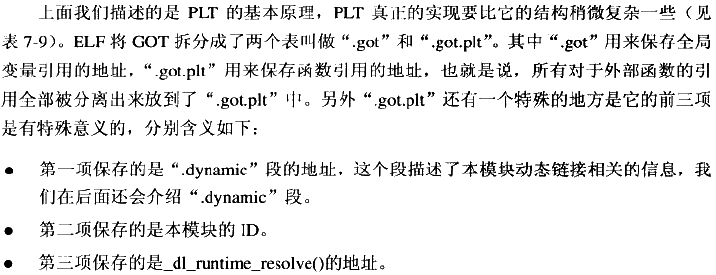 上面我们描述的是 PLT 的基本原理，PLT 真正的实现要比它的结构稍微复杂一些（见
表 7-9）。ELF 将 GOT 拆分成了两个表叫做“.got”和“.got.plt”。其中“.got”用来保存全局
变量引用的地址，“.got.plt”用来保存函数引用的地址，也就是说，所有对于外部函数的引
用全部被分离出来放到了“.got.plt”中。另外“.got.plt”还有一个特殊的地方是它的前三项
是有特殊意义的，分别含义如下：
● 第一项保存的是“.dynamic”段的地址，这个段描述了本模块动态链接相关的信息，我
们在后面还会介绍“.dynamic”段。
● 第二项保存的是本模块的 ID。
● 第三项保存的是_dl_runtime_resolve()的地址。